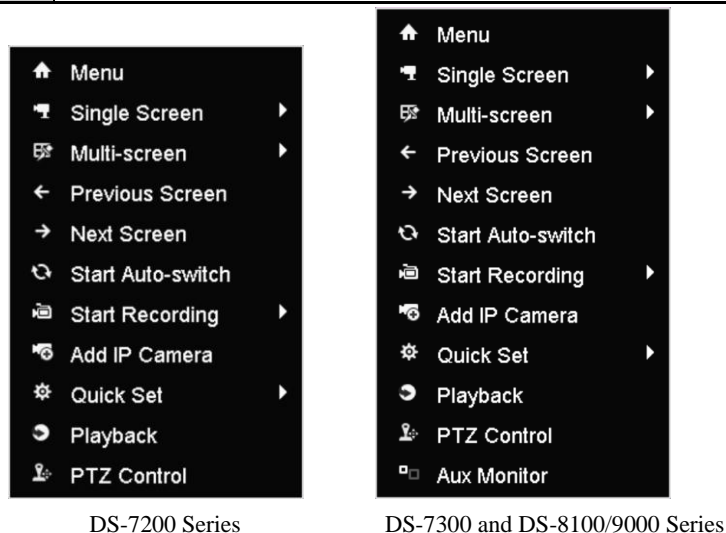 Menu
Single Screen
Multi-screen
Previous Screen
Next Screen
Start Auto-switch
Start Recording
Add IP Camera
Quick Set
Playback
PTZ Control
DS-7200 Series
Menu
Single Screen
Multi-screen
Previous Screen
Next Screen
Start Auto-switch
Start Recording
Add IP Camera
Quick Set
Playback
PTZ Control
Aux Monitor
DS-7300 and DS-8100/9000 Series